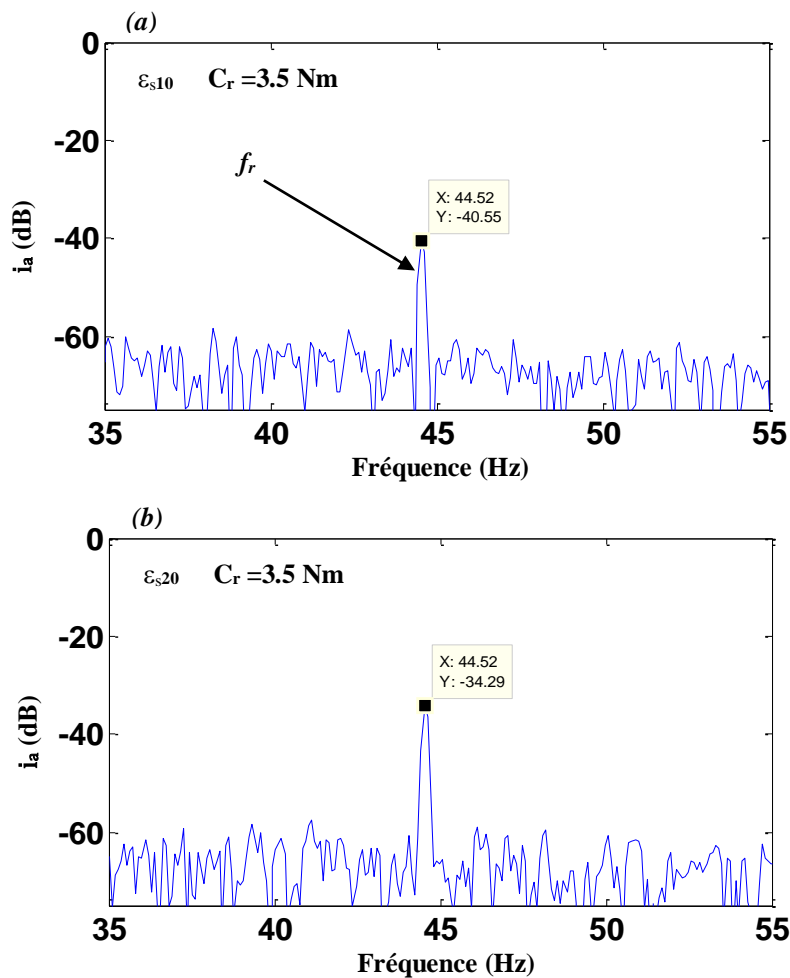 (a)
0
εs10 Cr =3.5 Nm
-20
fr
X: 44.52
Y: -40.55
-40
-60
ia (dB)
35 40 45 50 55
Fréquence (Hz)
(b)
0
εs20 Cr =3.5 Nm
-20
X: 44.52
Y: -34.29
-40
-60
ia (dB)
35 40 45 50 55
Fréquence (Hz)